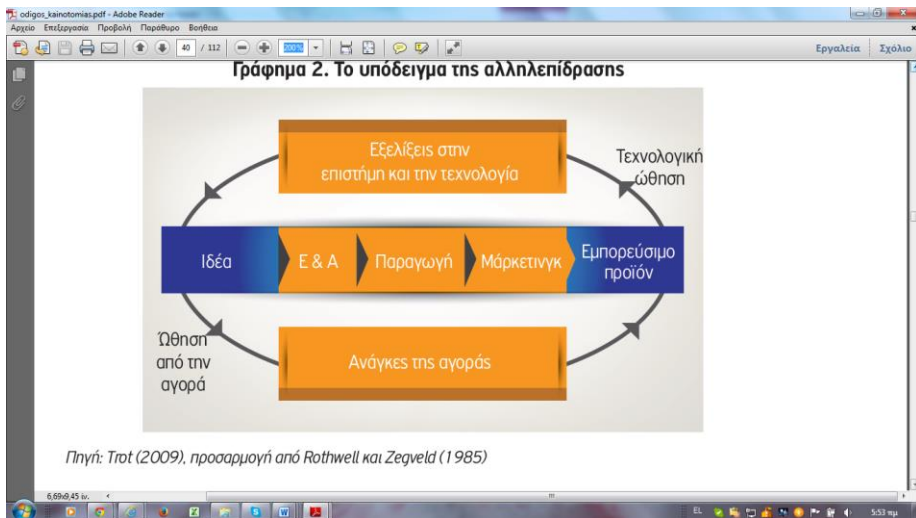 odigos_kainotomias.pdf - Adobe Reader
Αρχείο Επεξεργασία Προβολή Παράθυρο Βοήθεια
40 / 112 200% Εργαλεία Σχόλιο
Γράφημα 2. Το υπόδειγμα της αλληλεπίδρασης
Εξελίξεις στην
επιστήμη και την τεχνολογία
Τεχνολογική
ώθηση
Ιδέα Ε & Α Παραγωγή Μάρκετινγκ Εμπορεύσιμο
προϊόν
Ώθηση
από την
αγορά
Ανάγκες της αγοράς
Πηγή: Trot (2009), προσαρμογή από Rothwell και Zegveld (1985)
6,69x9,45 ίν.
EL 5:53 πμ